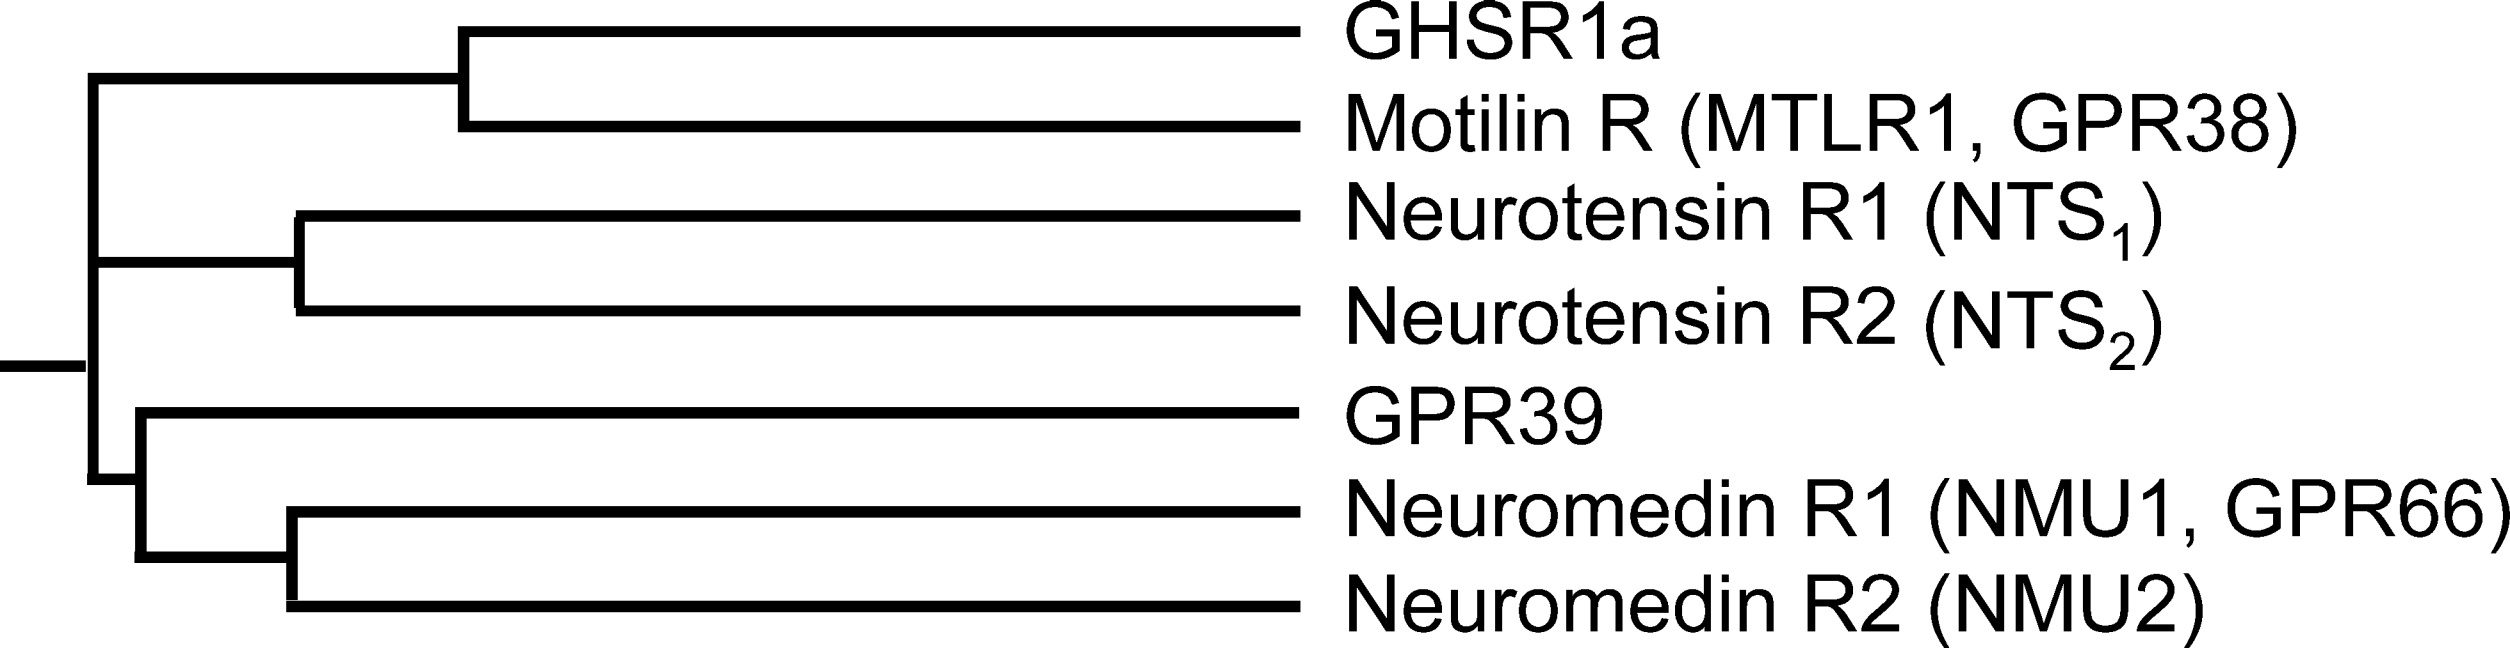 GHSR1a
Motilin R (MTLR1, GPR38)
Neurotensin R1 (NTS₁)
Neurotensin R2 (NTS₂)
GPR39
Neuromedin R1 (NMU1, GPR66)
Neuromedin R2 (NMU2)